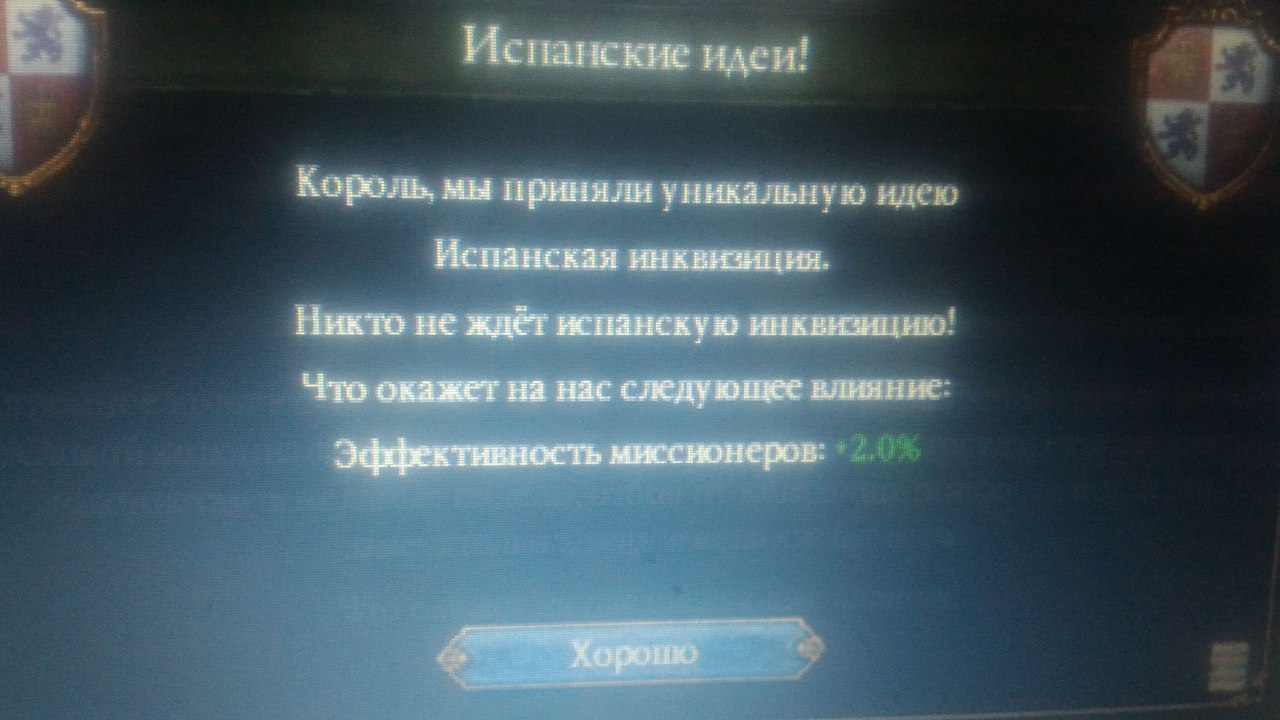 Испанские идеи!
Король, мы приняли уникальную идею
Испанская инквизиция.
Никто не ждёт испанскую инквизицию!
Что окажет на нас следующее влияние:
Эффективность миссионеров: +2.0%
Хорошо